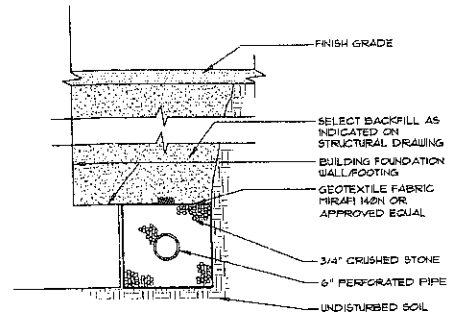 FINISH GRADE
SELECT BACKFILL AS
INDICATED ON
STRUCTURAL DRAWING
BUILDING FOUNDATION
WALL/FOOTING
GEOTEXTILE FABRIC
MIRAFI 140N OR
APPROVED EQUAL
3/4" CRUSHED STONE
6" PERFORATED PIPE
UNDISTURBED SOIL